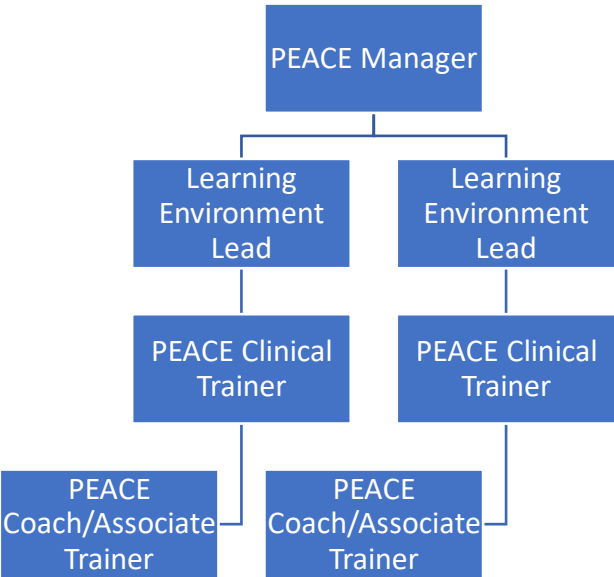 PEACE Manager
Learning
Environment
Lead
Learning
Environment
Lead
PEACE Clinical
Trainer
PEACE Clinical
Trainer
PEACE
Coach/Associate
Trainer
PEACE
Coach/Associate
Trainer